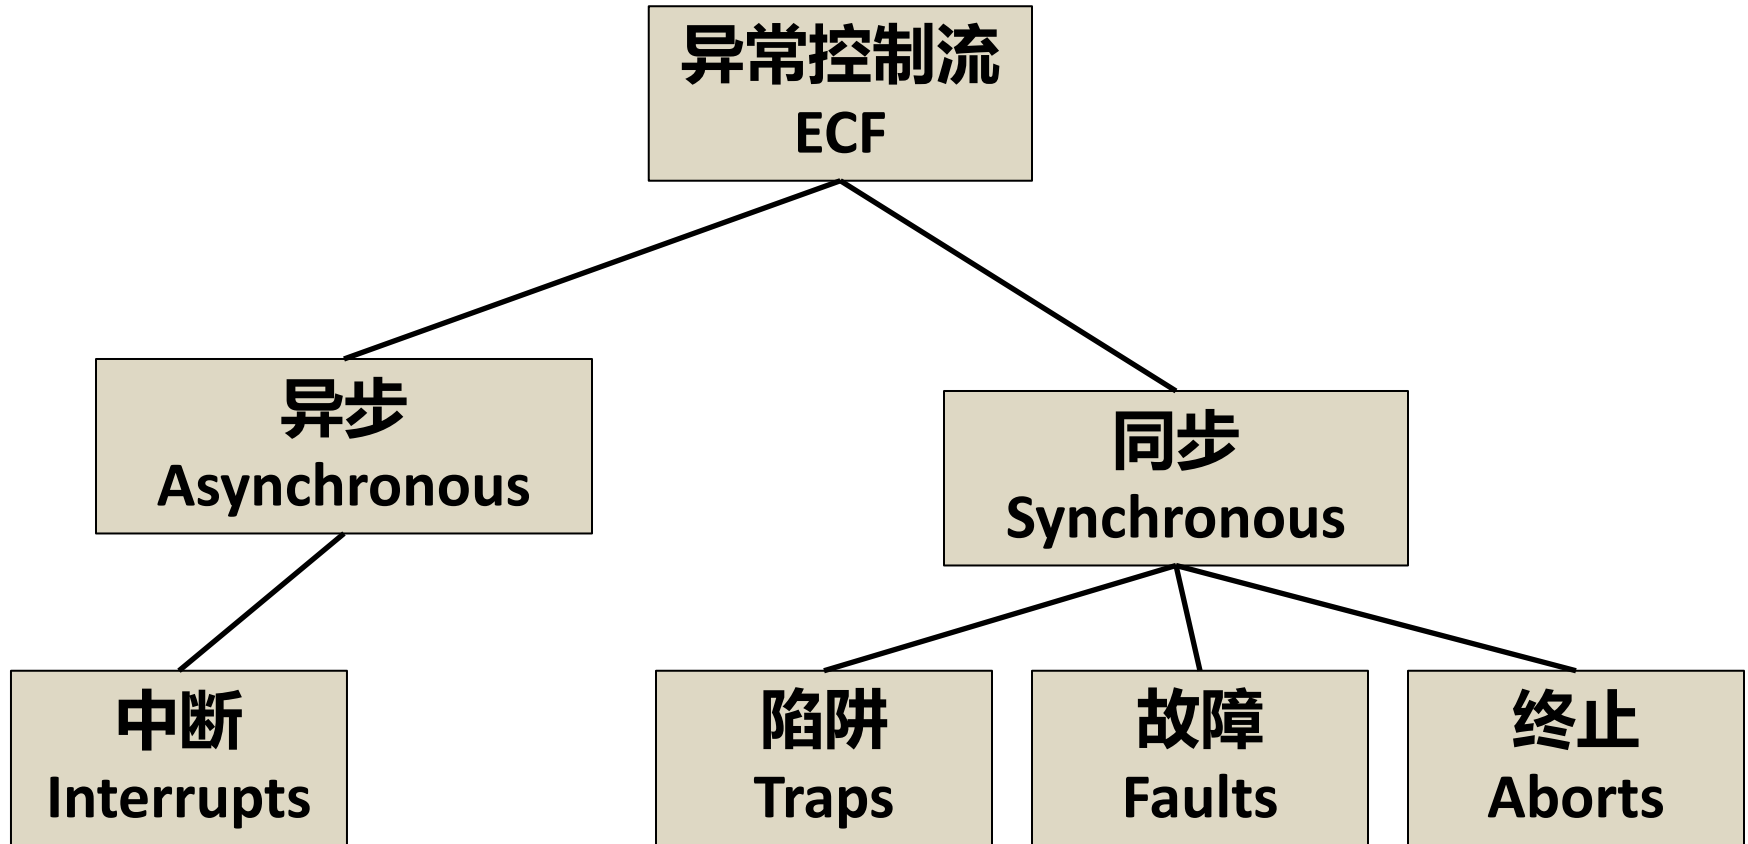 异常控制流
ECF
异步
Asynchronous
同步
Synchronous
中断
Interrupts
陷阱
Traps
故障
Faults
终止
Aborts